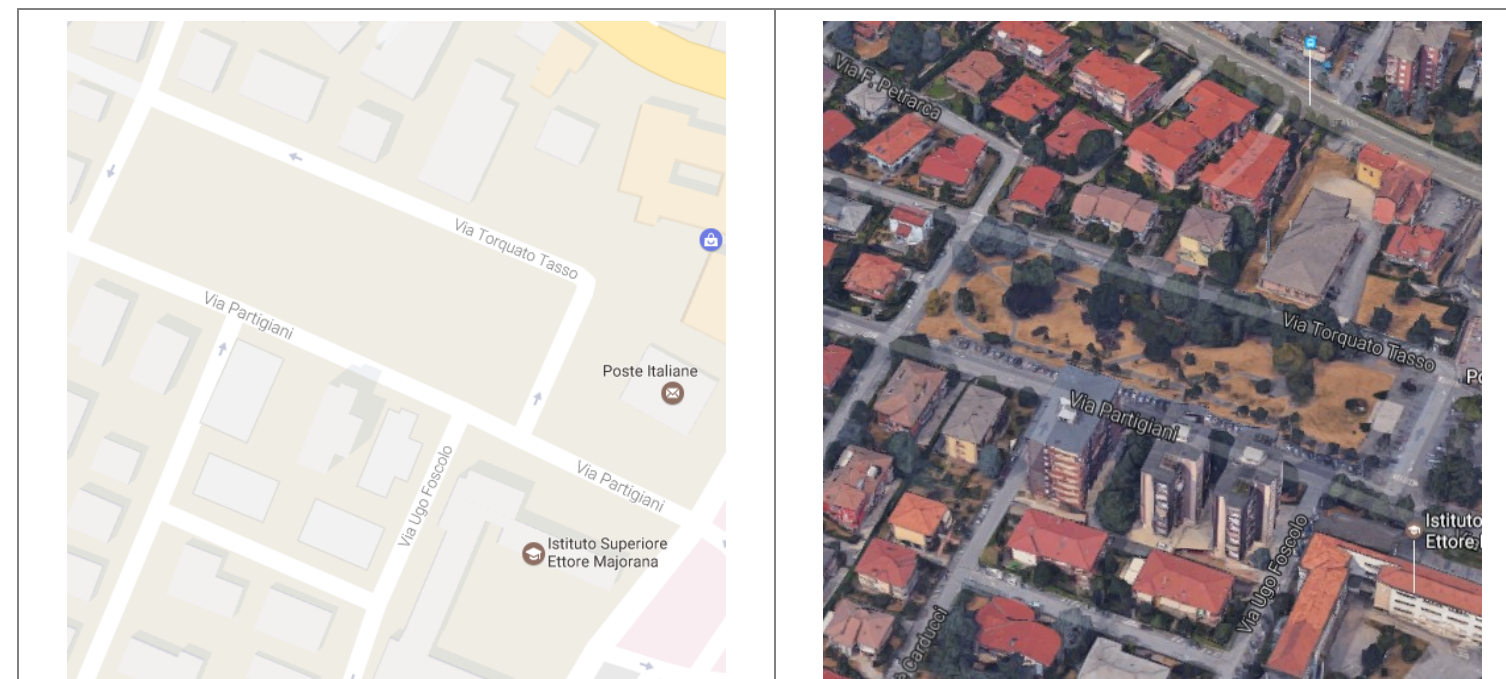 Via Torquato Tasso
Via Partigiani
Poste Italiane
Via Ugo Foscolo
Via Partigiani
Istituto Superiore
Ettore Majorana
Via F. Petrarca
Via Torquato Tasso
Via Partigiani
Istituto
Ettore
Via Ugo Foscolo
Carducci